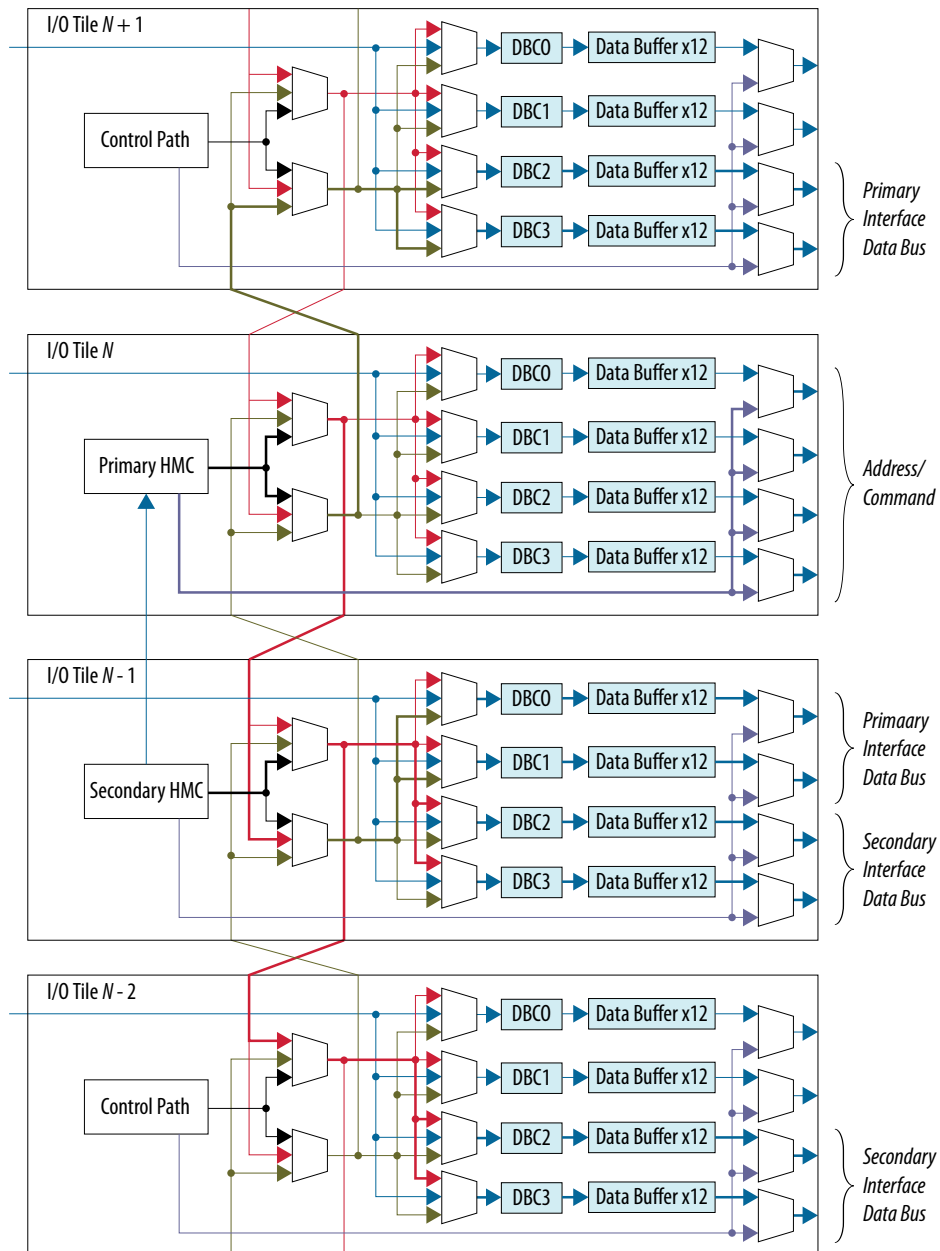 I/O Tile N + 1
DBC0
Data Buffer x12
DBC1
Data Buffer x12
Control Path
DBC2
Data Buffer x12
DBC3
Data Buffer x12
Primary
Interface
Data Bus
I/O Tile N
DBC0
Data Buffer x12
DBC1
Data Buffer x12
Primary HMC
DBC2
Data Buffer x12
DBC3
Data Buffer x12
Address/
Command
I/O Tile N - 1
DBC0
Data Buffer x12
DBC1
Data Buffer x12
Primaary
Interface
Data Bus
Secondary HMC
DBC2
Data Buffer x12
DBC3
Data Buffer x12
Secondary
Interface
Data Bus
I/O Tile N - 2
DBC0
Data Buffer x12
DBC1
Data Buffer x12
Control Path
DBC2
Data Buffer x12
DBC3
Data Buffer x12
Secondary
Interface
Data Bus